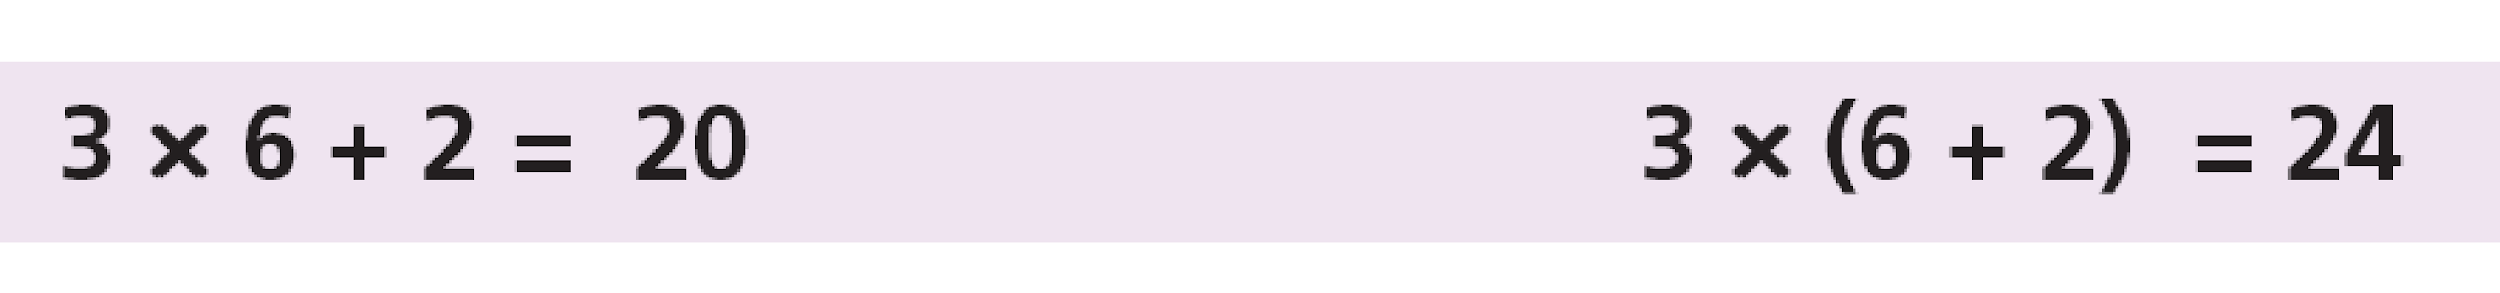 3 × 6 + 2 = 20 3 × (6 + 2) = 24